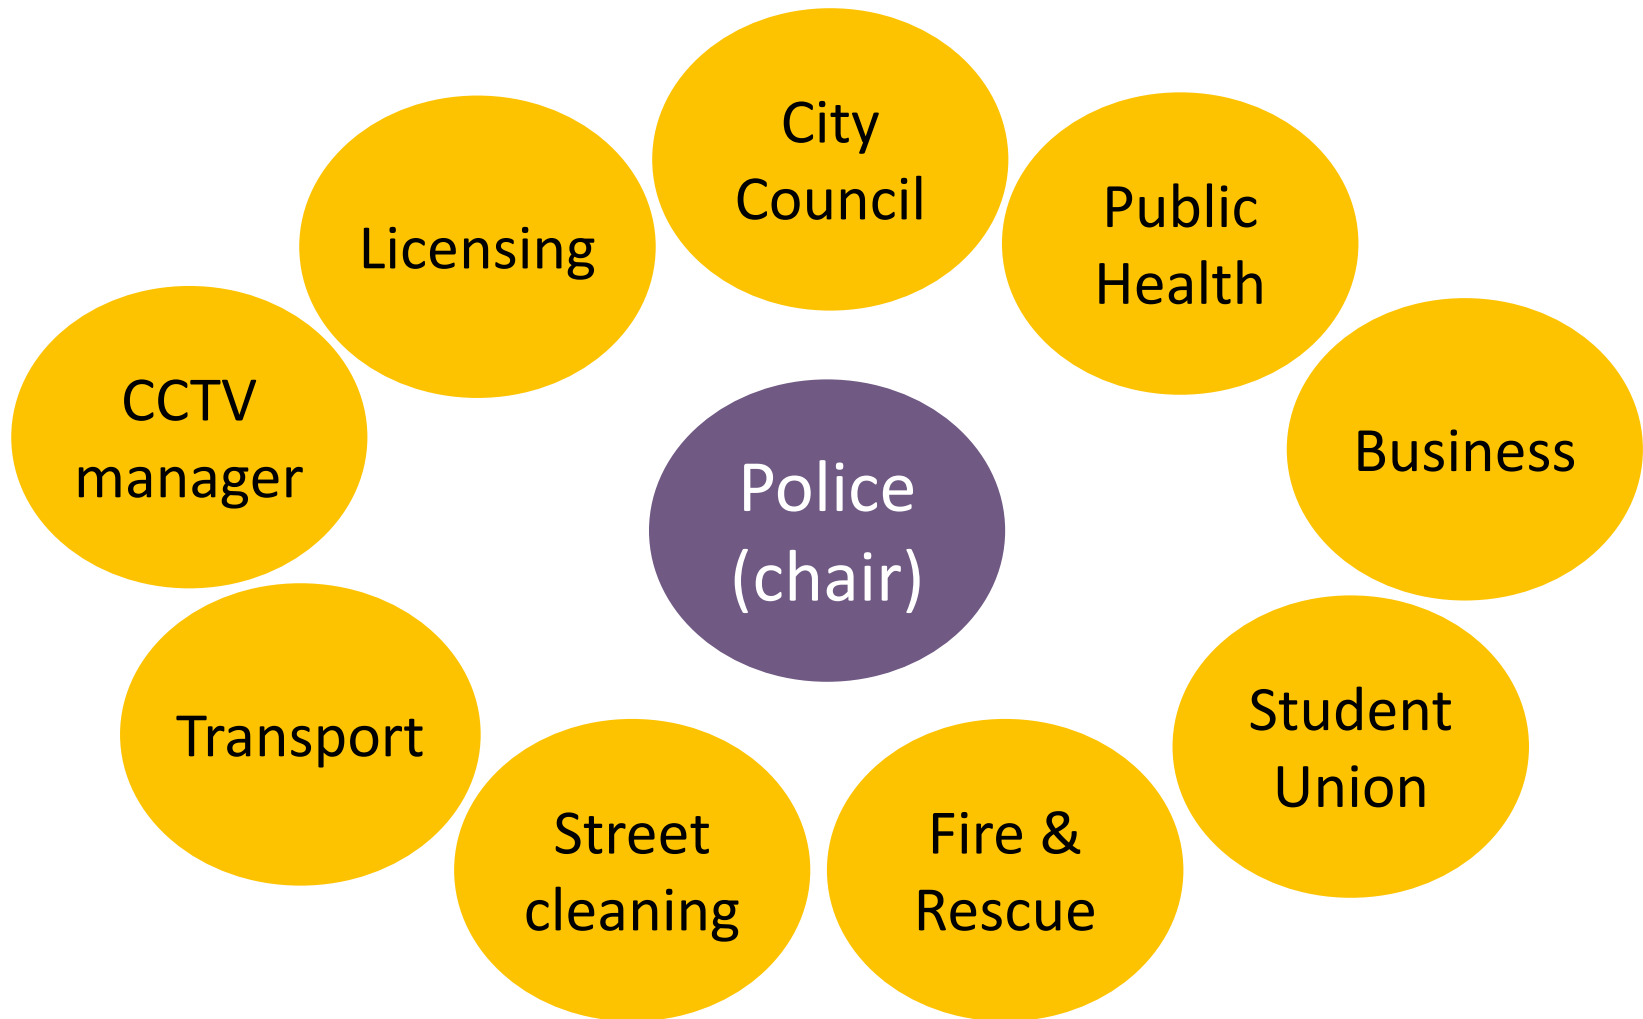 City
Council
Public
Health
Licensing
CCTV
manager
Business
Police
(chair)
Transport
Student
Union
Street
cleaning
Fire &
Rescue